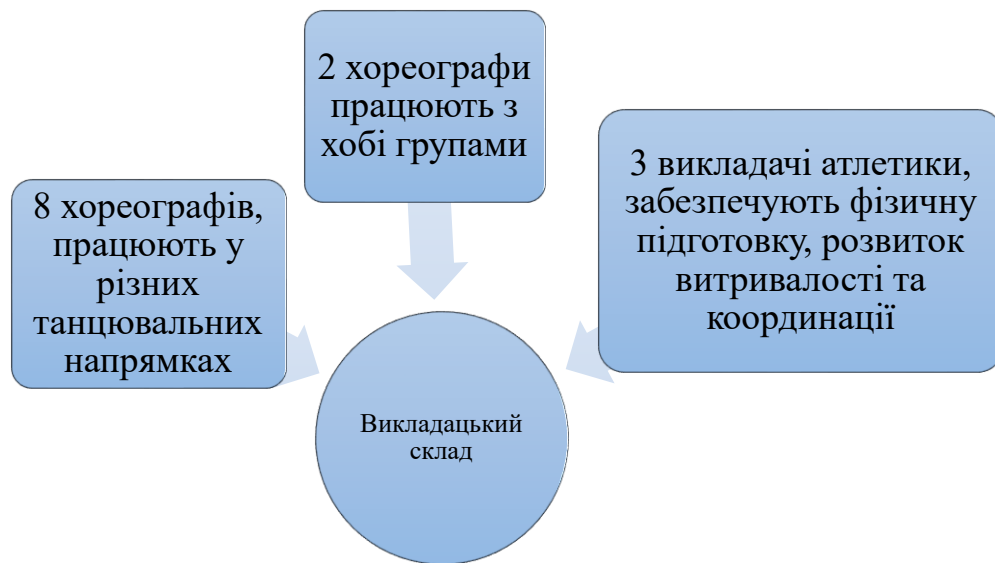 2 хореографи
працюють з
хобі групами
8 хореографів,
працюють у
різних
танцювальних
напрямках
3 викладачі атлетики,
забезпечують фізичну
підготовку, розвиток
витривалості та
координації
Викладацький
склад